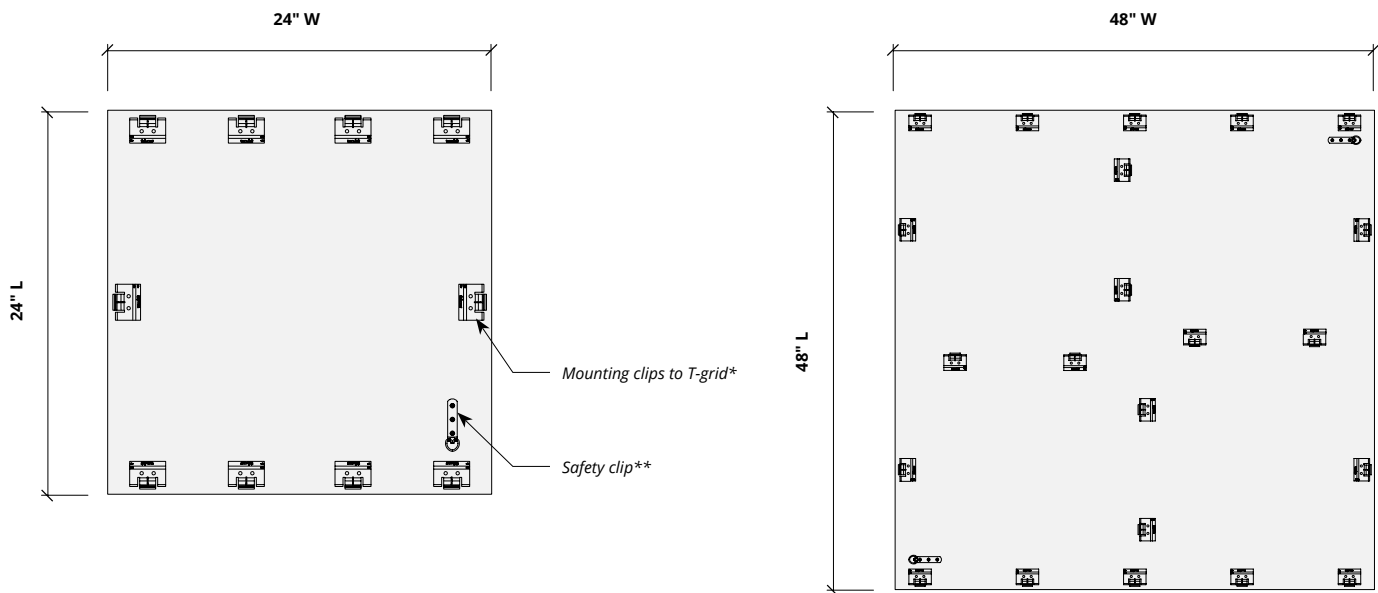 24" W
48" W
24" L
48" L
Mounting clips to T-grid*
Safety clip**